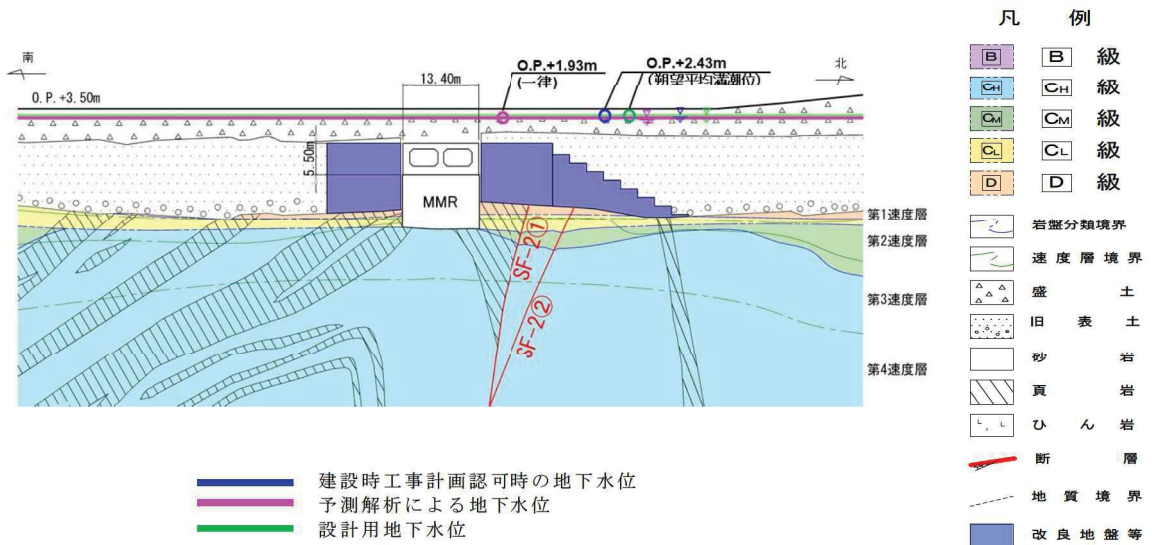 南
北
13.40m
O.P.+1.93m
(一律)
O.P.+2.43m
(朔望平均満潮位)
O.P.+3.50m
5.50m
MMR
SF-2①
SF-2②
第1速度層
第2速度層
第3速度層
第4速度層
建設時工事計画認可時の地下水位
予測解析による地下水位
設計用地下水位
凡 例
B B 級
CH CH 級
CM CM 級
CL CL 級
D D 級
岩盤分類境界
速度層境界
盛土
旧表土
砂岩
頁岩
ひん岩
断層
地質境界
改良地盤等